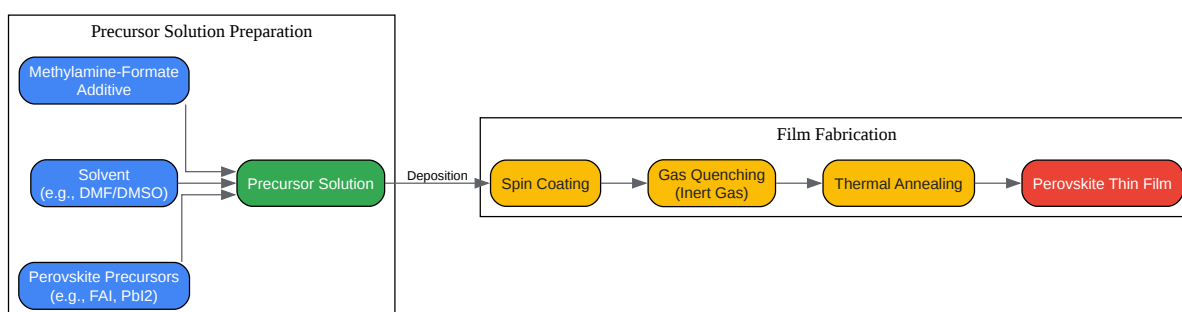 Precursor Solution Preparation
Methylamine-Formate
Additive
Solvent
(e.g., DMF/DMSO)
Perovskite Precursors
(e.g., FAI, PbI2)
Precursor Solution
Deposition
Film Fabrication
Spin Coating
Gas Quenching
(Inert Gas)
Thermal Annealing
Perovskite Thin Film